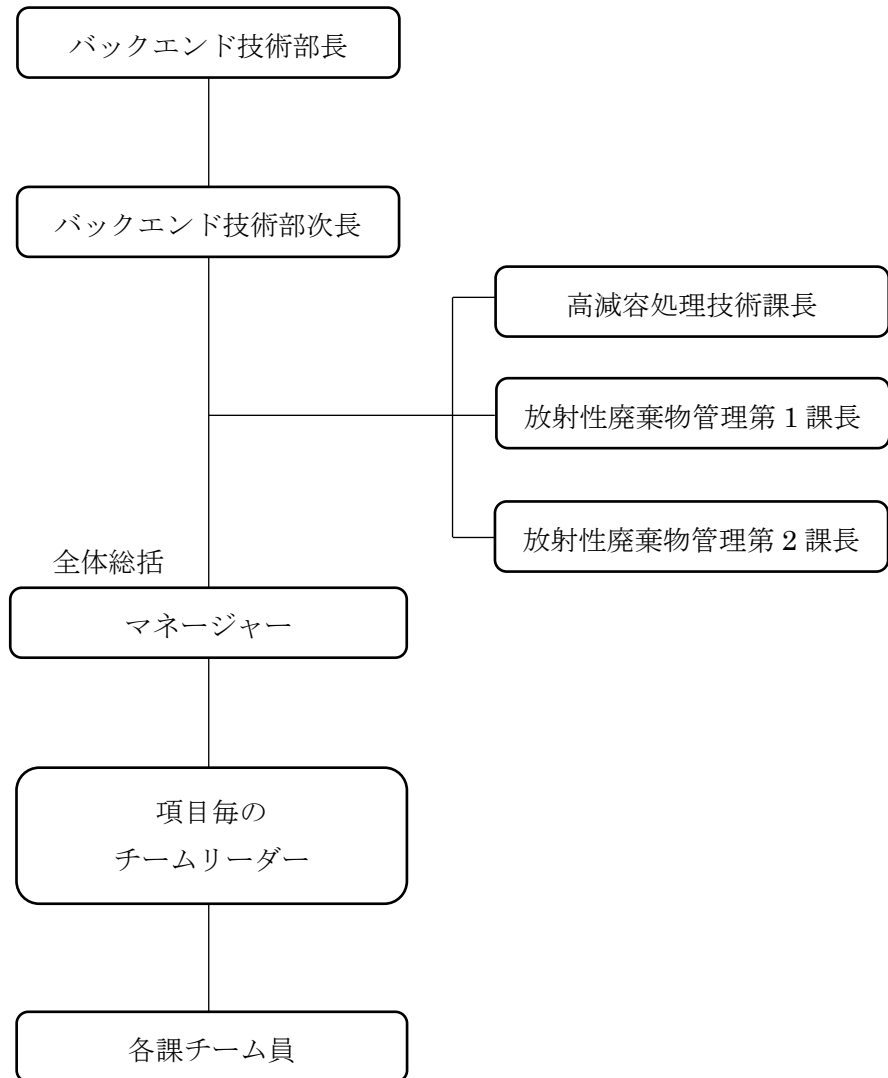 バックエンド技術部長
バックエンド技術部次長
高減容処理技術課長
放射性廃棄物管理第 1 課長
放射性廃棄物管理第 2 課長
全体総括
マネージャー
項目毎の
チームリーダー
各課チーム員